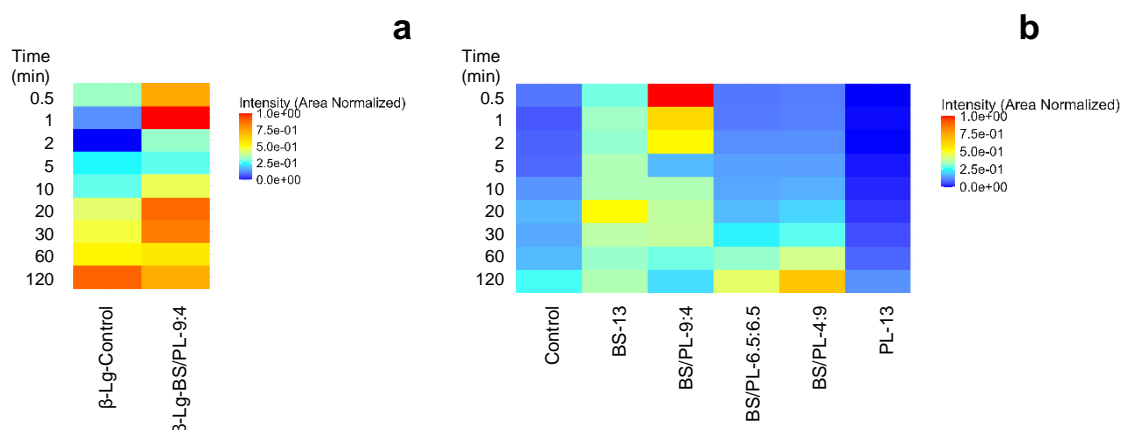 a
b
Time
(min)
0.5
1
2
5
10
20
30
60
120
Intensity (Area Normalized)
1.0e+00
7.5e-01
5.0e-01
2.5e-01
0.0e+00
β-Lg-Control
β-Lg-BS/PL-9:4
Time
(min)
0.5
1
2
5
10
20
30
60
120
Intensity (Area Normalized)
1.0e+00
7.5e-01
5.0e-01
2.5e-01
0.0e+00
Control
BS-13
BS/PL-9:4
BS/PL-6.5:6.5
BS/PL-4:9
PL-13